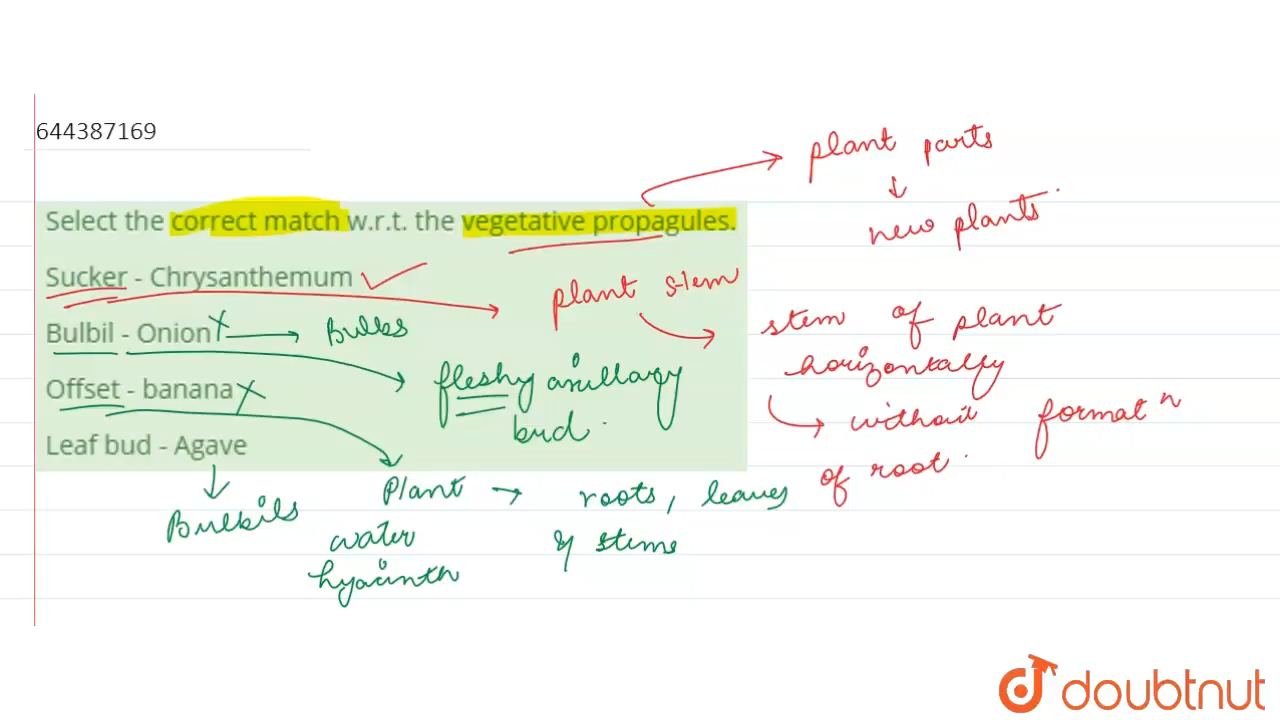 644387169
Select the correct match w.r.t. the vegetative propagules.
Sucker - Chrysanthemum
Bulbil - Onion
Offset - banana
Leaf bud - Agave
plant parts
new plants
plant stem
stem of plant
horizontally
without format n
of root.
Bulbs
fleshy axillary
bud.
Plant → roots, leaves
& stems
water
hyacinth
Bulbils
doubtnut